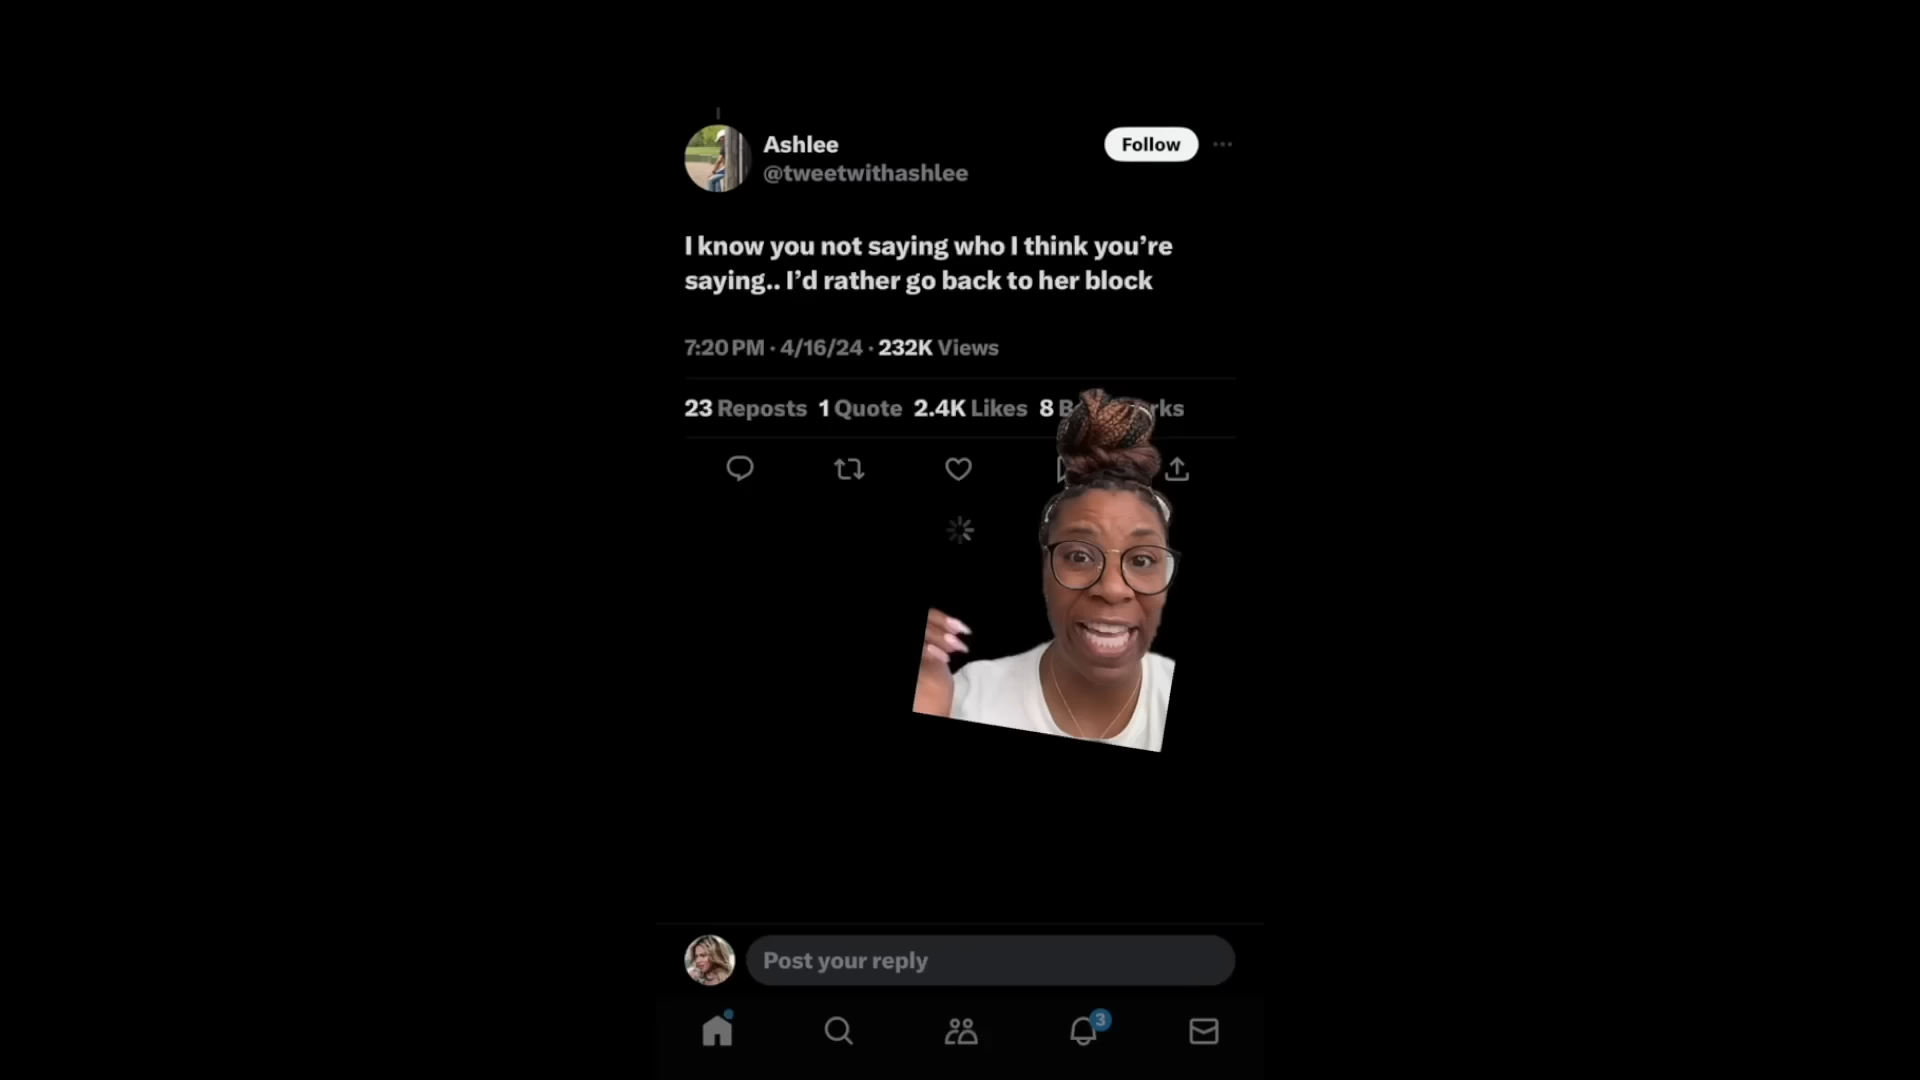 Ashlee
Follow
@tweetwithashlee
I know you not saying who I think you’re
saying.. I’d rather go back to her block
7:20 PM · 4/16/24 · 232K Views
23 Reposts 1 Quote 2.4K Likes 8
Post your reply
3